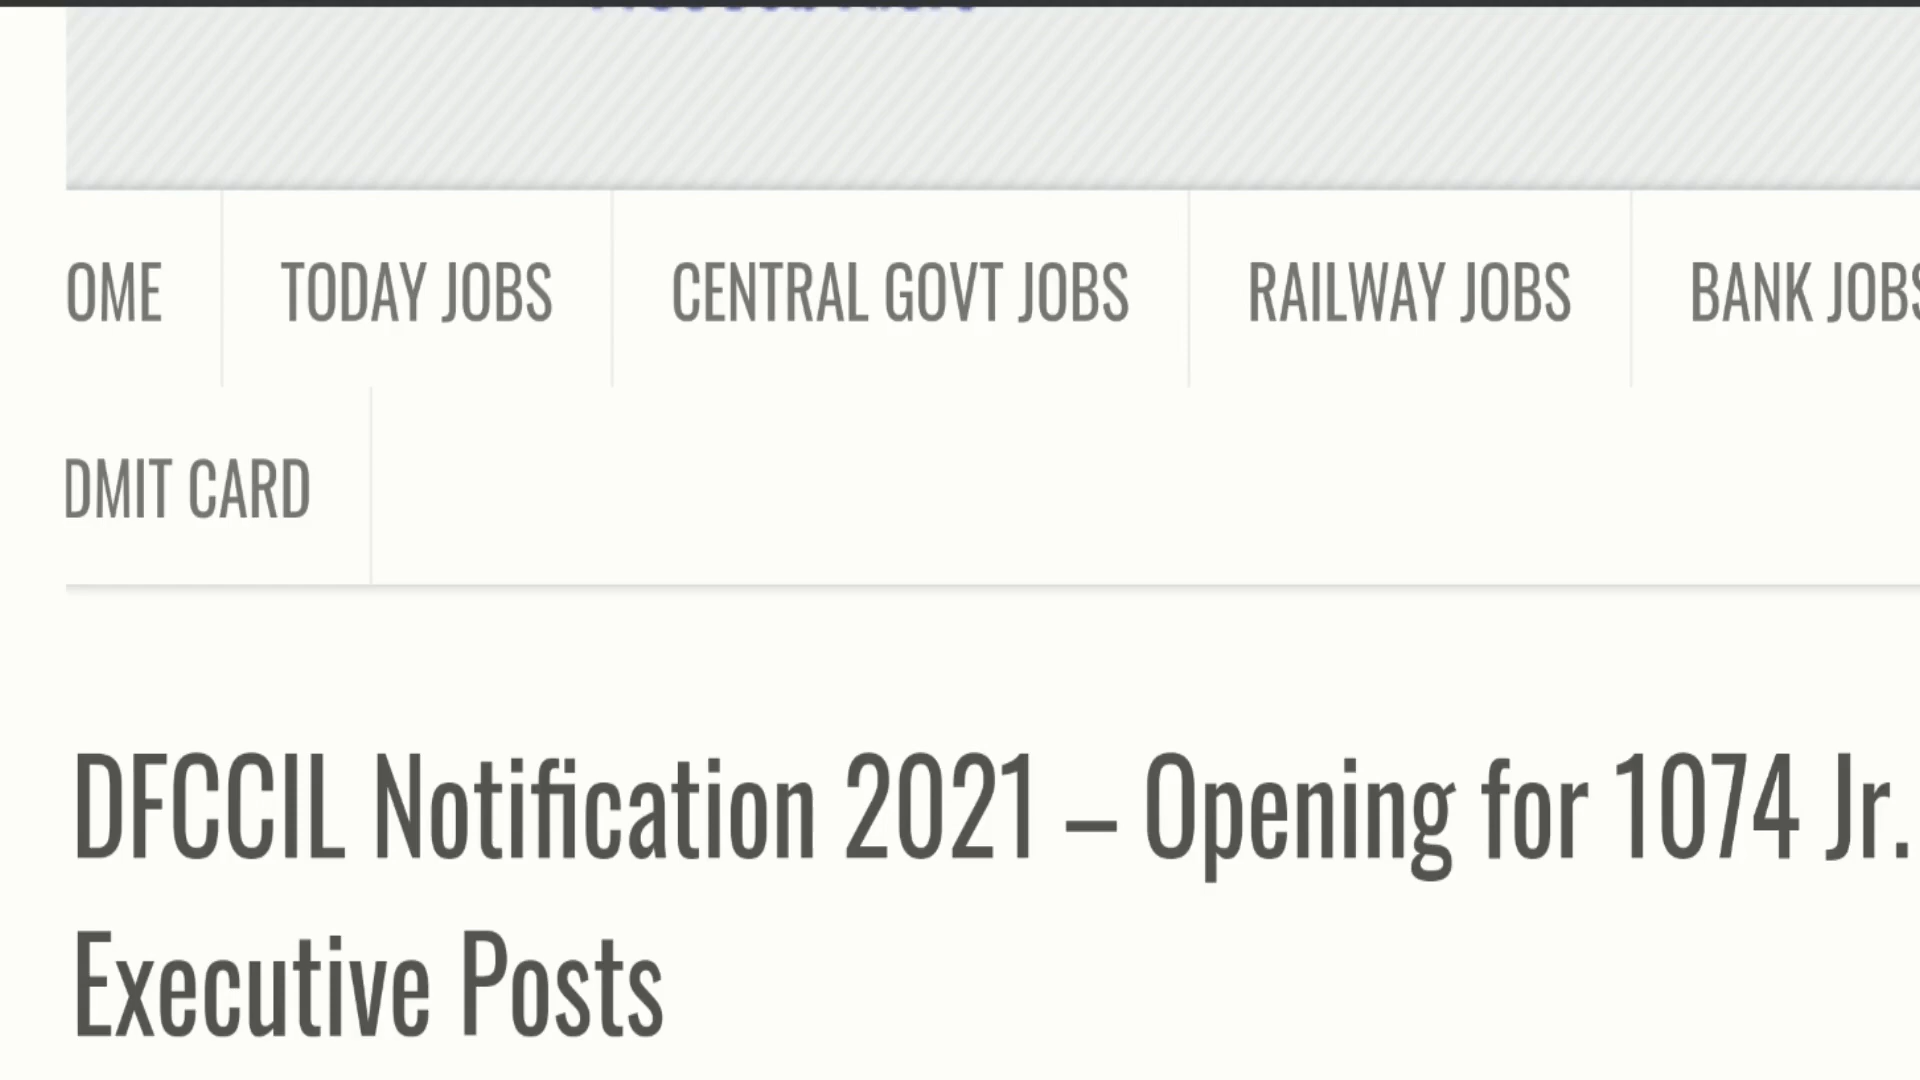 OME TODAY JOBS CENTRAL GOVT JOBS RAILWAY JOBS BANK JOBS
DMIT CARD
DFCCIL Notification 2021 – Opening for 1074 Jr.
Executive Posts